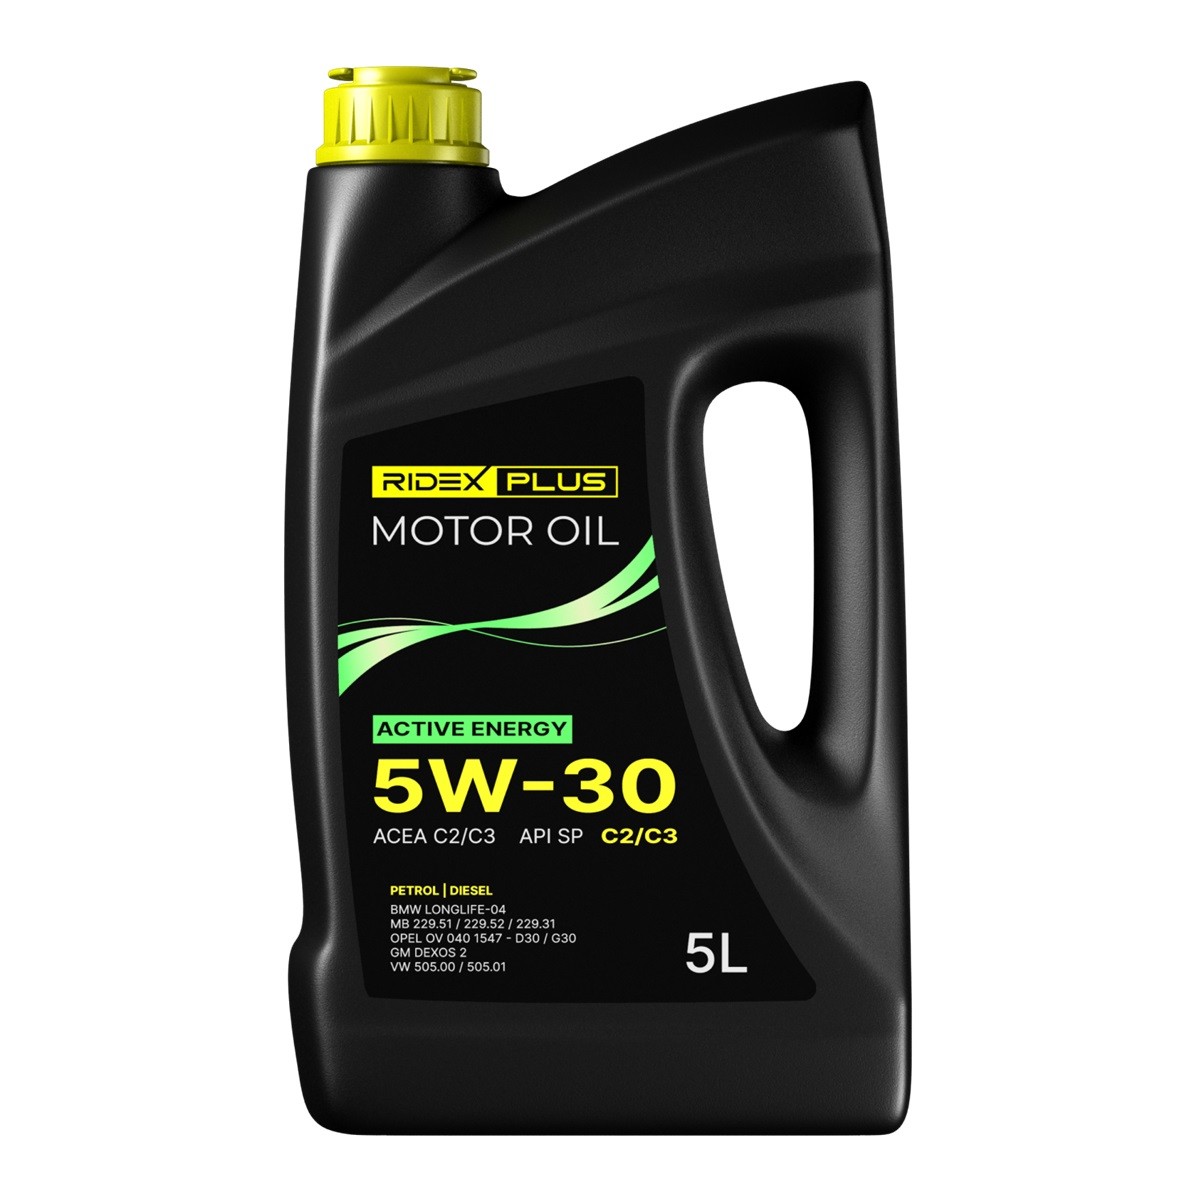 RIDEX PLUS
MOTOR OIL
ACTIVE ENERGY
5W-30
ACEA C2/C3 API SP C2/C3
PETROL | DIESEL
BMW LONGLIFE-04
MB 229.51 / 229.52 / 229.31
OPEL OV 040 1547 - D30 / G30
GM DEXOS 2
VW 505.00 / 505.01
5L